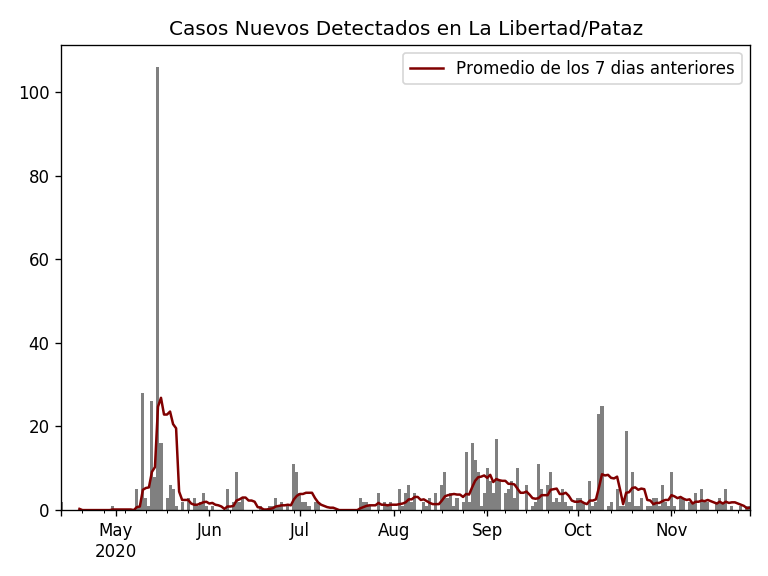 Casos Nuevos Detectados en La Libertad/Pataz
Promedio de los 7 dias anteriores
100
80
60
40
20
0
May Jun Jul Aug Sep Oct Nov
2020